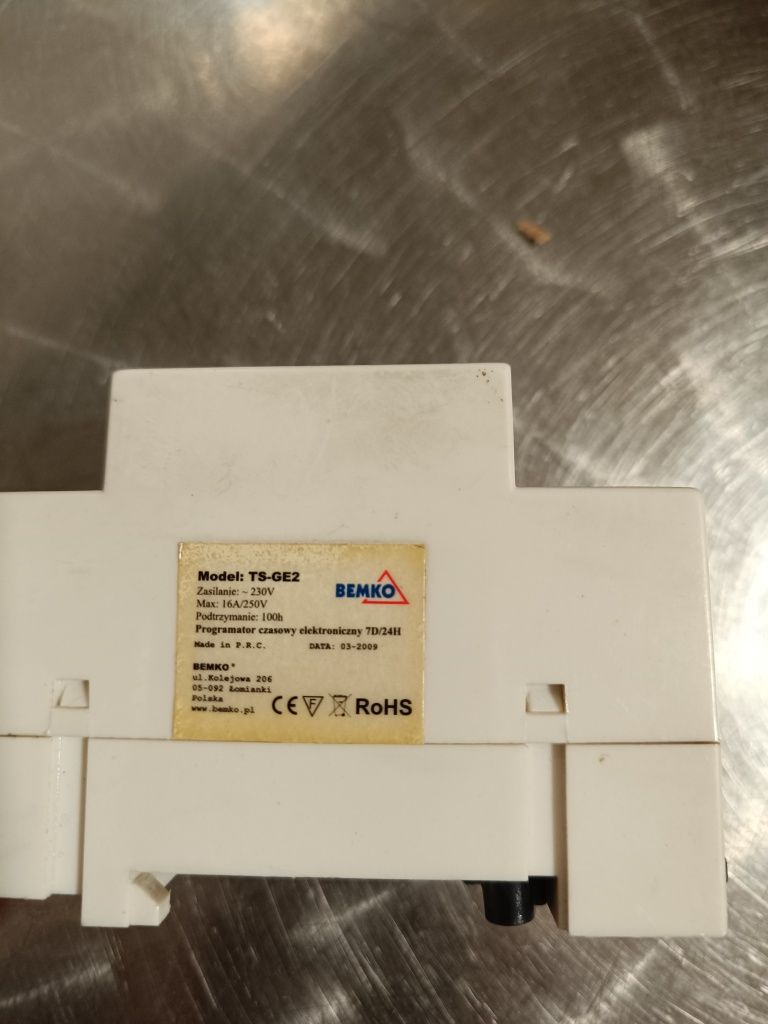 Model: TS-GE2
BEMKO
Zasilanie: ~ 230V
Max: 16A/250V
Podtrzymanie: 100h
Programator czasowy elektroniczny 7D/24H
Made in P.R.C. DATA: 03-2009
BEMKO®
ul.Kolejowa 206
05-092 Łomianki
Polska
www.bemko.pl
CE F RoHS